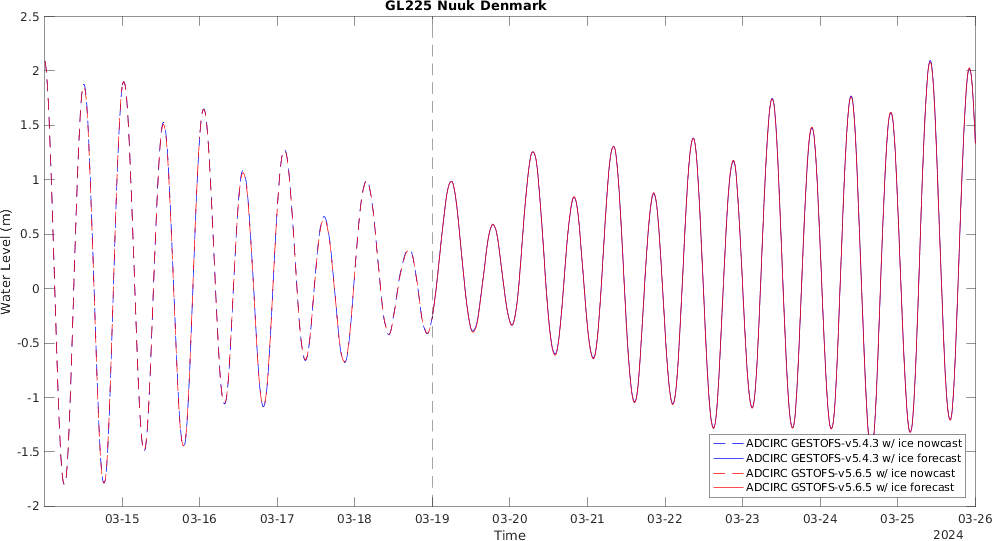 GL225 Nuuk Denmark
2.5
2
1.5
1
0.5
0
-0.5
-1
-1.5
-2
Water Level (m)
ADCIRC GESTOFS-v5.4.3 w/ ice nowcast
ADCIRC GESTOFS-v5.4.3 w/ ice forecast
ADCIRC GSTOFS-v5.6.5 w/ ice nowcast
ADCIRC GSTOFS-v5.6.5 w/ ice forecast
03-15 03-16 03-17 03-18 03-19 03-20 03-21 03-22 03-23 03-24 03-25 03-26
Time
2024